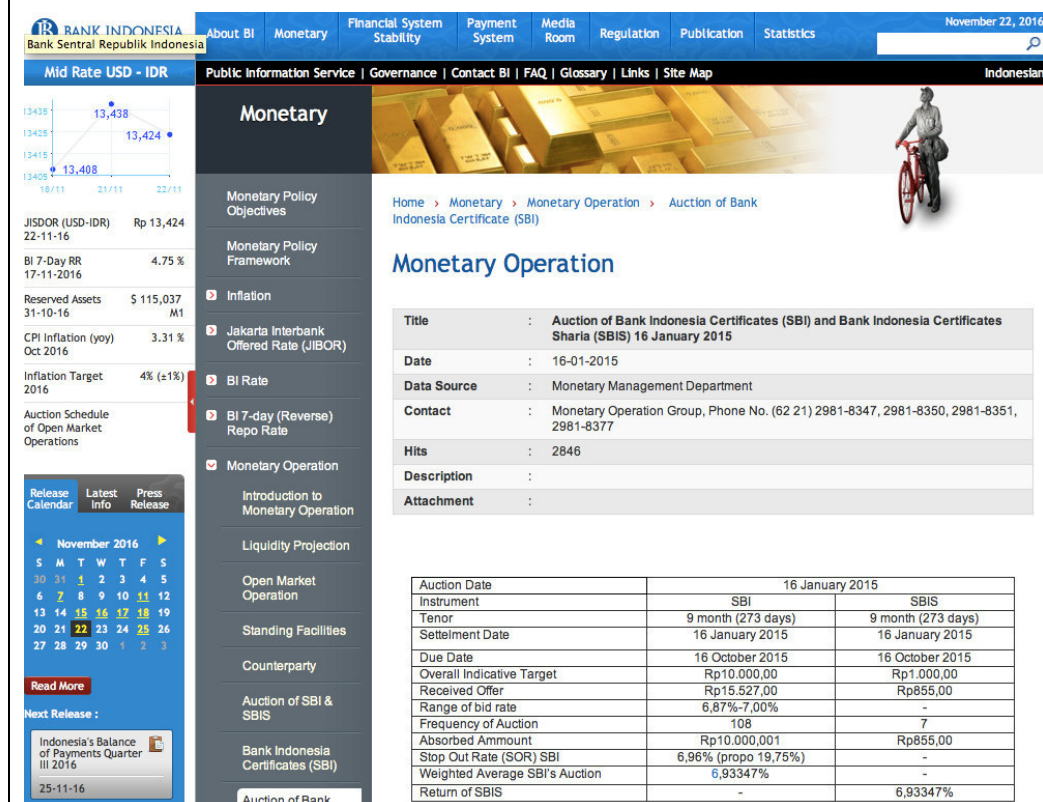 BANK INDONESIA
Bank Sentral Republik Indonesia
About BI
Monetary
Financial System
Stability
Payment
System
Media
Room
Regulation
Publication
Statistics
November 22, 2016
Mid Rate USD - IDR
Public Information Service | Governance | Contact BI | FAQ | Glossary | Links | Site Map
Indonesian
13435
13425
13415
13405
13,438
13,424
13,408
18/11 21/11 22/11
JISDOR (USD-IDR) Rp 13,424
22-11-16
BI 7-Day RR 4.75 %
17-11-2016
Reserved Assets $ 115,037
31-10-16 M1
CPI Inflation (yoy) 3.31 %
Oct 2016
Inflation Target 4% (±1%)
2016
Auction Schedule
of Open Market
Operations
Release
Calendar
Latest
Info
Press
Release
November 2016
S M T W T F S
30 31 1 2 3 4 5
6 7 8 9 10 11 12
13 14 15 16 17 18 19
20 21 22 23 24 25 26
27 28 29 30 1 2 3
Read More
Next Release :
Indonesia's Balance
of Payments Quarter
III 2016
25-11-16
Monetary
Monetary Policy
Objectives
Monetary Policy
Framework
Inflation
Jakarta Interbank
Offered Rate (JIBOR)
BI Rate
BI 7-day (Reverse)
Repo Rate
Monetary Operation
Introduction to
Monetary Operation
Liquidity Projection
Open Market
Operation
Standing Facilities
Counterparty
Auction of SBI &
SBIS
Bank Indonesia
Certificates (SBI)
Auction of Bank
Home › Monetary › Monetary Operation › Auction of Bank
Indonesia Certificate (SBI)
Monetary Operation
Title : Auction of Bank Indonesia Certificates (SBI) and Bank Indonesia Certificates
Sharia (SBIS) 16 January 2015
Date : 16-01-2015
Data Source : Monetary Management Department
Contact : Monetary Operation Group, Phone No. (62 21) 2981-8347, 2981-8350, 2981-8351,
2981-8377
Hits : 2846
Description :
Attachment :
Auction Date 16 January 2015
Instrument SBI SBIS
Tenor 9 month (273 days) 9 month (273 days)
Settelment Date 16 January 2015 16 January 2015
Due Date 16 October 2015 16 October 2015
Overall Indicative Target Rp10.000,00 Rp1.000,00
Received Offer Rp15.527,00 Rp855,00
Range of bid rate 6,87%-7,00% -
Frequency of Auction 108 7
Absorbed Ammount Rp10.000,001 Rp855,00
Stop Out Rate (SOR) SBI 6,96% (propo 19,75%) -
Weighted Average SBI's Auction 6,93347% -
Return of SBIS - 6,93347%